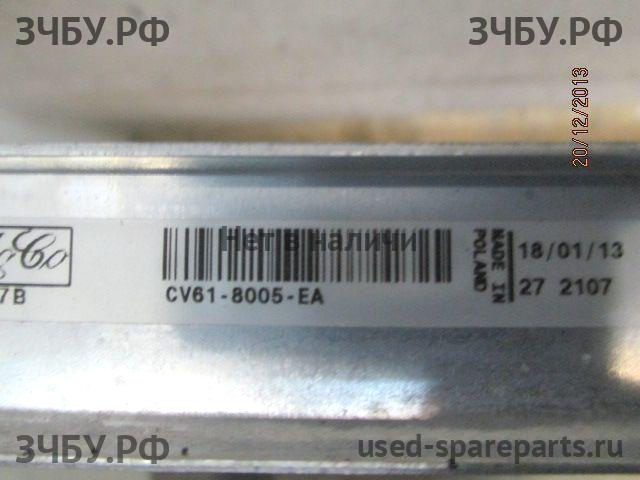 ЗЧБУ.РФ
ЗЧБУ.РФ
20/12/2013
Нет в наличии
7B
CV61-8005-EA
MADE IN
POLAND
18/01/13
27 2107
ЗЧБУ.РФ
used-spareparts.ru